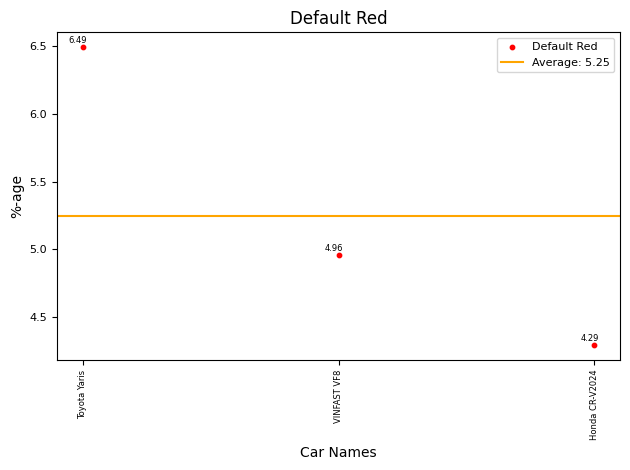 Default Red
6.49
Default Red
Average: 5.25
6.5
6.0
5.5
5.0
4.5
%-age
4.96
4.29
Toyota Yaris
VINFAST VF8
Honda CR-V2024
Car Names